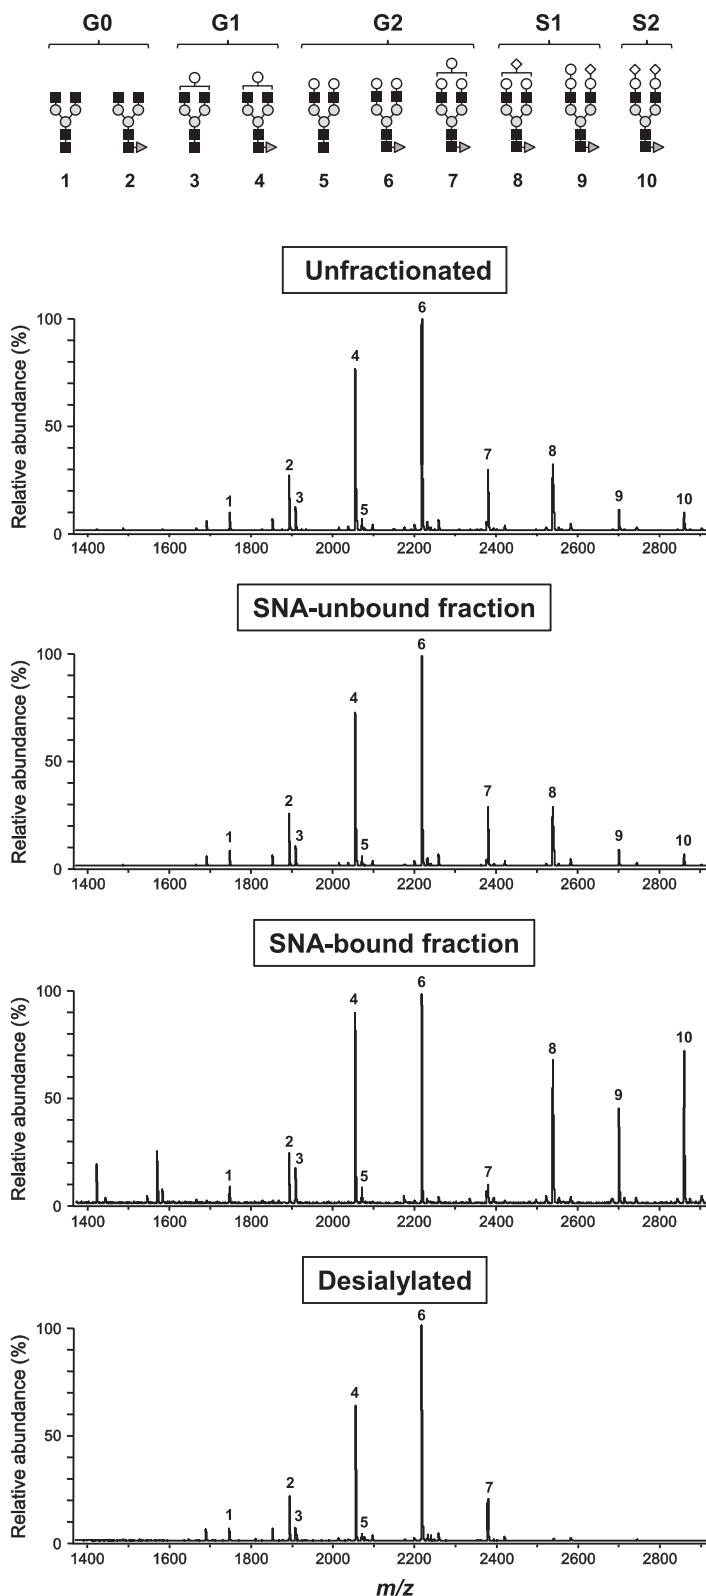 G0 G1 G2 S1 S2
1 2 3 4 5 6 7 8 9 10
Unfractionated
Relative abundance (%)
100
50
0
1 2 3 4 5 6 7 8 9 10
1400 1600 1800 2000 2200 2400 2600 2800
SNA-unbound fraction
Relative abundance (%)
100
50
0
1 2 3 4 5 6 7 8 9 10
1400 1600 1800 2000 2200 2400 2600 2800
SNA-bound fraction
Relative abundance (%)
100
50
0
1 2 3 4 5 6 7 8 9 10
1400 1600 1800 2000 2200 2400 2600 2800
Desialylated
Relative abundance (%)
100
50
0
1 2 3 4 5 6 7
1400 1600 1800 2000 2200 2400 2600 2800
m/z